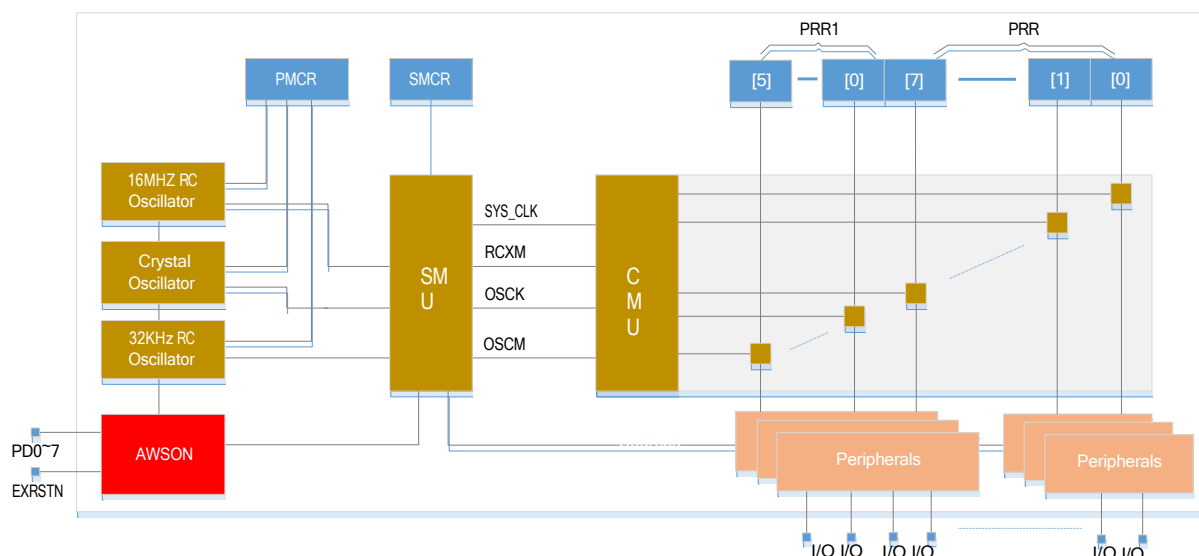 PRR1
PRR
PMCR
SMCR
[5]
[0]
[7]
[1]
[0]
16MHZ RC
Oscillator
Crystal
Oscillator
32KHz RC
Oscillator
SM
U
SYS_CLK
RCXM
OSCK
OSCM
C
M
U
AWSON
PD0~7
EXRSTN
Peripherals
Peripherals
I/O I/O
I/O I/O
I/O I/O